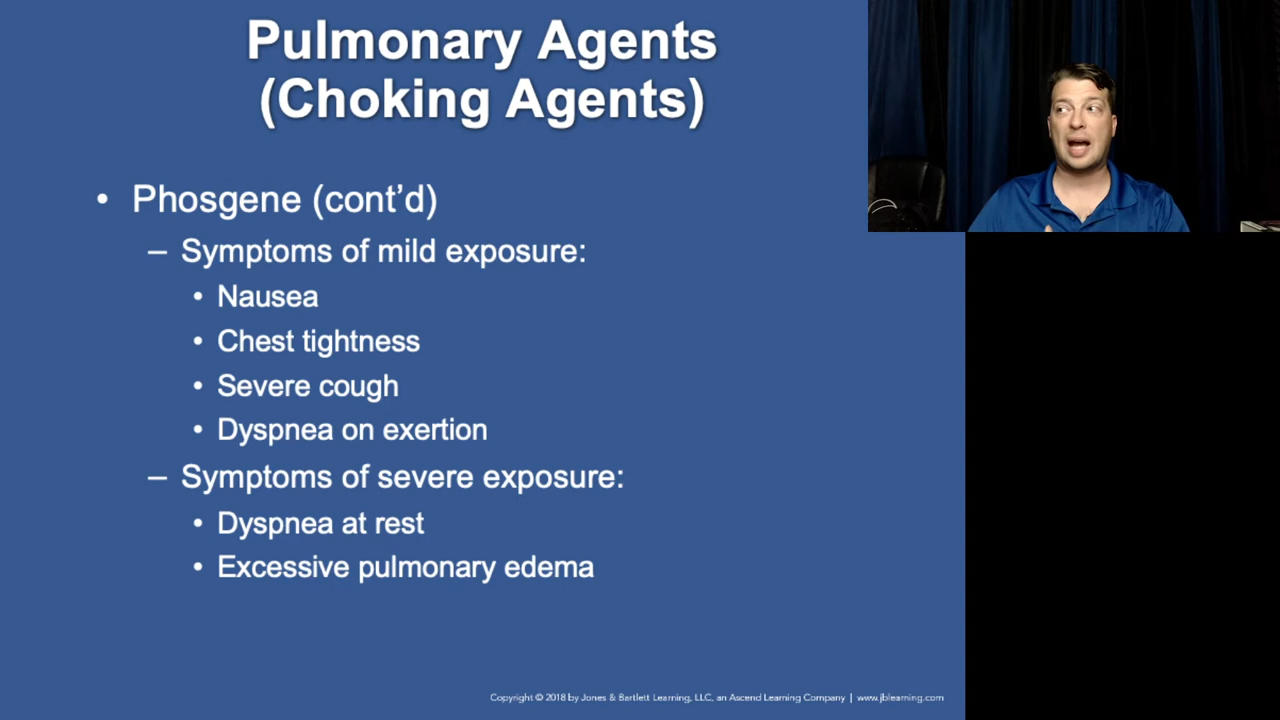 Pulmonary Agents
(Choking Agents)
• Phosgene (cont’d)
– Symptoms of mild exposure:
• Nausea
• Chest tightness
• Severe cough
• Dyspnea on exertion
– Symptoms of severe exposure:
• Dyspnea at rest
• Excessive pulmonary edema
Copyright © 2018 by Jones & Bartlett Learning, LLC, an Ascend Learning Company | www.jblearning.com